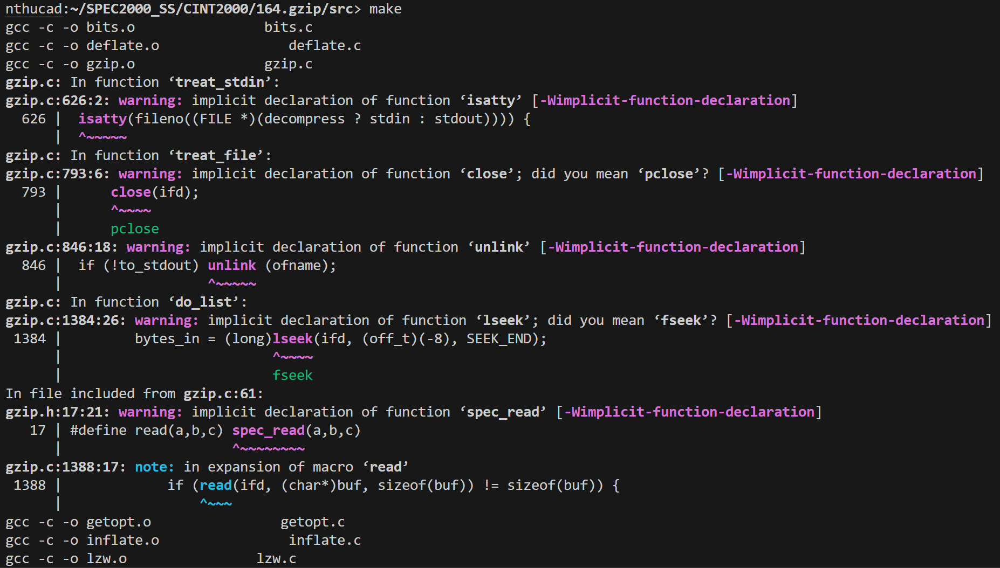 nthucad:~/SPEC2000_SS/CINT2000/164.gzip/src> make
gcc -c -o bits.o                bits.c
gcc -c -o deflate.o                deflate.c
gcc -c -o gzip.o                gzip.c
gzip.c: In function ‘treat_stdin’:
gzip.c:626:2: warning: implicit declaration of function ‘isatty’ [-Wimplicit-function-declaration]
  626 |  isatty(fileno((FILE *)(decompress ? stdin : stdout)))) {
      |  ^~~~~~
gzip.c: In function ‘treat_file’:
gzip.c:793:6: warning: implicit declaration of function ‘close’; did you mean ‘pclose’? [-Wimplicit-function-declaration]
  793 |      close(ifd);
      |      ^~~~~
      |      pclose
gzip.c:846:18: warning: implicit declaration of function ‘unlink’ [-Wimplicit-function-declaration]
  846 |  if (!to_stdout) unlink (ofname);
      |                  ^~~~~~
gzip.c: In function ‘do_list’:
gzip.c:1384:26: warning: implicit declaration of function ‘lseek’; did you mean ‘fseek’? [-Wimplicit-function-declaration]
 1384 |         bytes_in = (long)lseek(ifd, (off_t)(-8), SEEK_END);
      |                          ^~~~~
      |                          fseek
In file included from gzip.c:61:
gzip.h:17:21: warning: implicit declaration of function ‘spec_read’ [-Wimplicit-function-declaration]
   17 | #define read(a,b,c) spec_read(a,b,c)
      |                     ^~~~~~~~~
gzip.c:1388:17: note: in expansion of macro ‘read’
 1388 |             if (read(ifd, (char*)buf, sizeof(buf)) != sizeof(buf)) {
      |                 ^~~~
gcc -c -o getopt.o                getopt.c
gcc -c -o inflate.o                inflate.c
gcc -c -o lzw.o                lzw.c